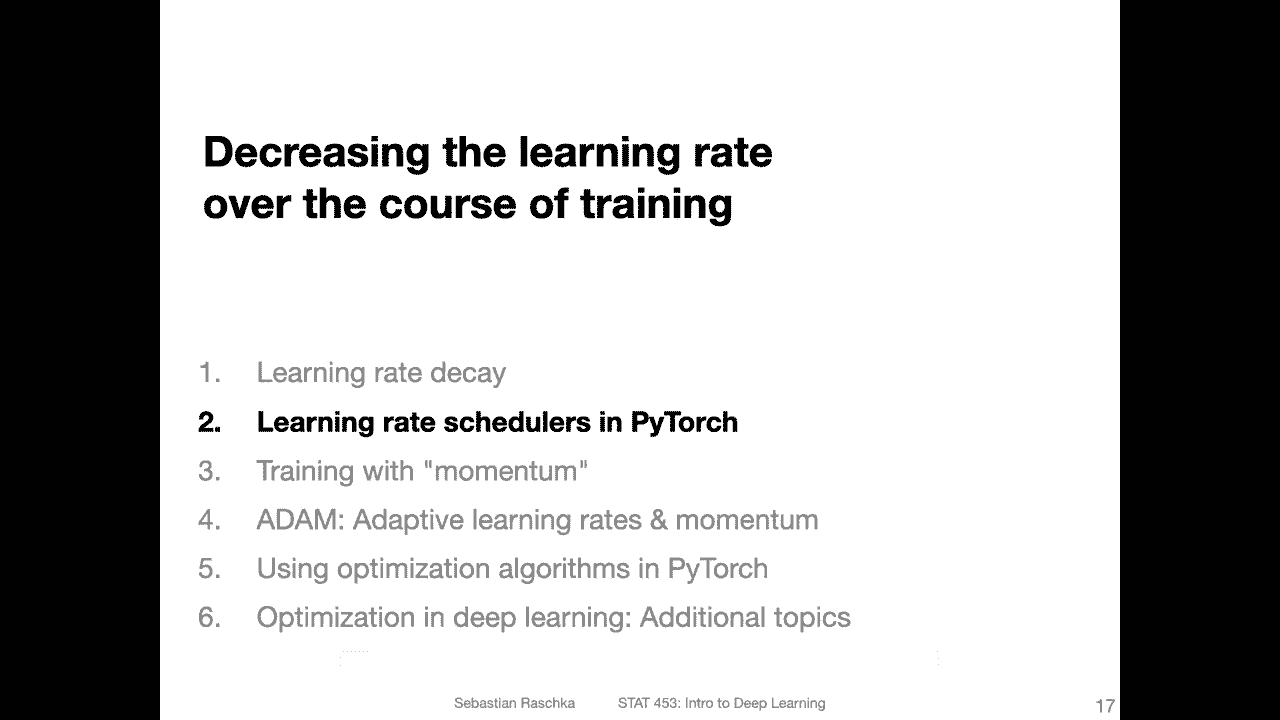 Decreasing the learning rate
over the course of training
1. Learning rate decay
2. Learning rate schedulers in PyTorch
3. Training with "momentum"
4. ADAM: Adaptive learning rates & momentum
5. Using optimization algorithms in PyTorch
6. Optimization in deep learning: Additional topics
Sebastian Raschka STAT 453: Intro to Deep Learning 17